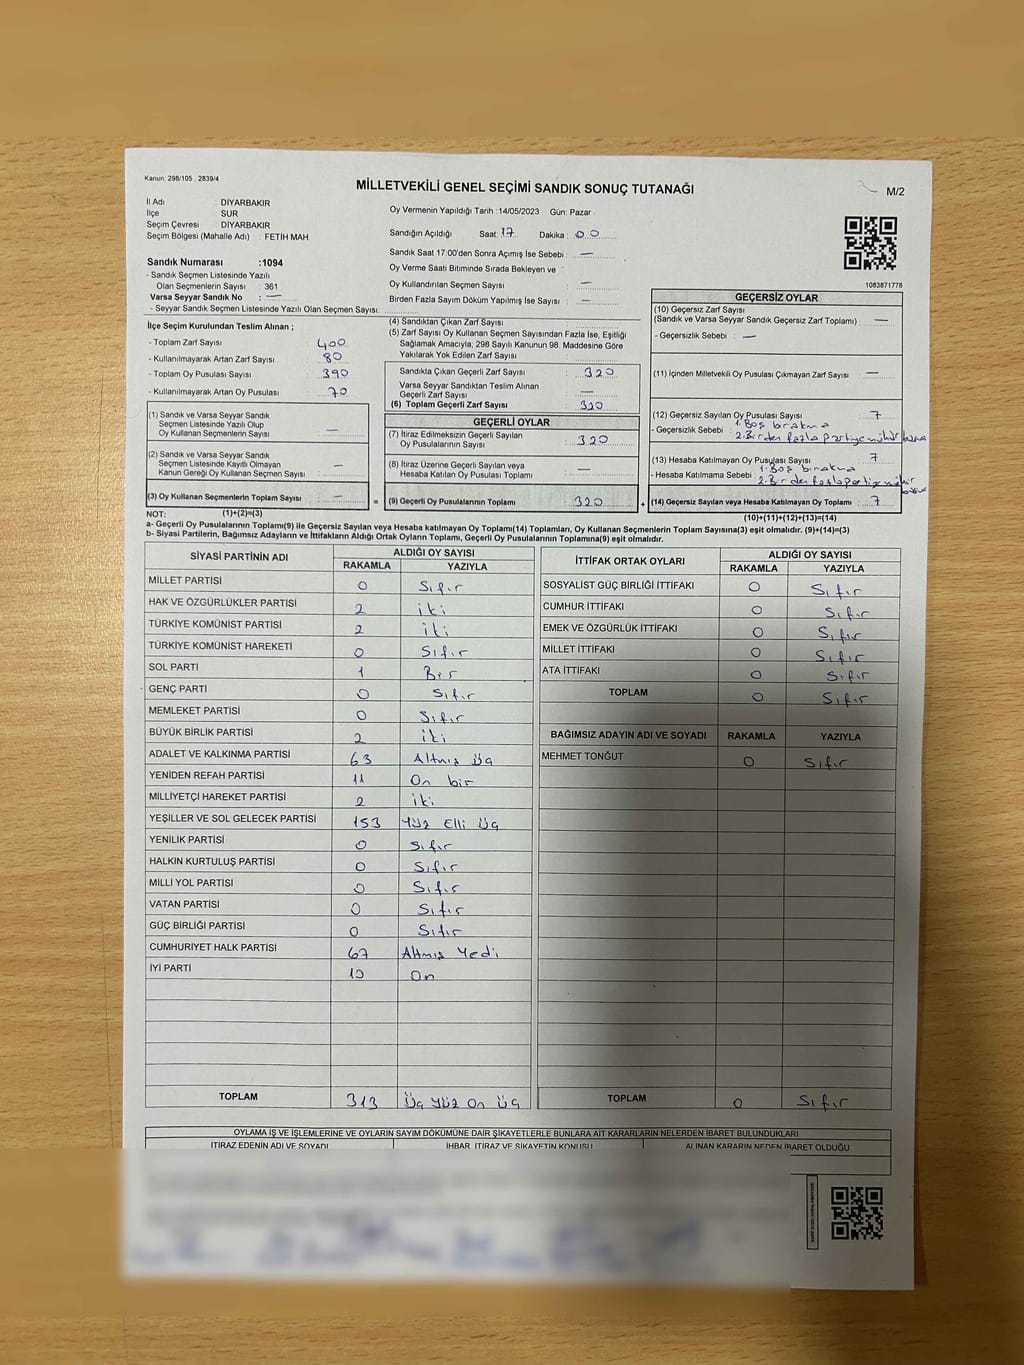 Kanun: 298/105 , 2839/4
MİLLETVEKİLİ GENEL SEÇİMİ SANDIK SONUÇ TUTANAĞI
M/2
İl Adı : DİYARBAKIR
İlçe SUR
Seçim Çevresi : DİYARBAKIR
Seçim Bölgesi (Mahalle Adı) : FETİH MAH.
Sandık Numarası :1094
- Sandık Seçmen Listesinde Yazılı
Olan Seçmenlerin Sayısı : 361
Varsa Seyyar Sandık No : —
- Seyyar Sandık Seçmen Listesinde Yazılı Olan Seçmen Sayısı:
Oy Vermenin Yapıldığı Tarih :14/05/2023 Gün: Pazar
Sandığın Açıldığı Saat: 17 Dakika : 00
Sandık Saat 17:00'den Sonra Açımış İse Sebebi : —
Oy Verme Saati Bitiminde Sırada Bekleyen ve
Oy Kullandırılan Seçmen Sayısı : —
Birden Fazla Sayım Döküm Yapılmış İse Sayısı : —
1083871778
İlçe Seçim Kurulundan Teslim Alınan ;
- Toplam Zarf Sayısı : 400
- Kullanılmayarak Artan Zarf Sayısı : 80
- Toplam Oy Pusulası Sayısı : 390
- Kullanılmayarak Artan Oy Pusulası : 70
(1) Sandık ve Varsa Seyyar Sandık
Seçmen Listesinde Yazılı Olup
Oy Kullanan Seçmenlerin Sayısı : —
(2) Sandık ve Varsa Seyyar Sandık
Seçmen Listesinde Kayıtlı Olmayan
Kanun Gereği Oy Kullanan Seçmen Sayısı : —
(3) Oy Kullanan Seçmenlerin Toplam Sayısı : — =
(4) Sandıktan Çıkan Zarf Sayısı :
(5) Zarf Sayısı Oy Kullanan Seçmen Sayısından Fazla İse, Eşitliği
Sağlamak Amacıyla; 298 Sayılı Kanunun 98. Maddesine Göre
Yakılarak Yok Edilen Zarf Sayısı :
Sandıkta Çıkan Geçerli Zarf Sayısı : 320
Varsa Seyyar Sandıktan Teslim Alınan
Geçerli Zarf Sayısı : —
(6) Toplam Geçerli Zarf Sayısı : 320
GEÇERLİ OYLAR
(7) İtiraz Edilmeksizin Geçerli Sayılan
Oy Pusulalarının Sayısı : 320
(8) İtiraz Üzerine Geçerli Sayılan veya
Hesaba Katılan Oy Pusulası Toplamı : —
(9) Geçerli Oy Pusulalarının Toplamı : 320 +
GEÇERSİZ OYLAR
(10) Geçersiz Zarf Sayısı
(Sandık ve Varsa Seyyar Sandık Geçersiz Zarf Toplamı) : —
- Geçersizlik Sebebi : —
(11) İçinden Milletvekili Oy Pusulası Çıkmayan Zarf Sayısı : —
(12) Geçersiz Sayılan Oy Pusulası Sayısı : 7
- Geçersizlik Sebebi : 1. Boş bırakma
2. Birden fazla partiye mühür basma
(13) Hesaba Katılmayan Oy Pusulası Sayısı : 7
- Hesaba Katılmama Sebebi : 1. Boş bırakma
2. Birden fazla partiye mühür
(14) Geçersiz Sayılan veya Hesaba Katılmayan Oy Toplamı : 7
NOT: (1)+(2)=(3) (10)+(11)+(12)+(13)=(14)
a- Geçerli Oy Pusulalarının Toplamı(9) ile Geçersiz Sayılan veya Hesaba katılmayan Oy Toplamı(14) Toplamları, Oy Kullanan Seçmenlerin Toplam Sayısına(3) eşit olmalıdır. (9)+(14)=(3)
b- Siyasi Partilerin, Bağımsız Adayların ve İttifakların Aldığı Ortak Oyların Toplamı, Geçerli Oy Pusulalarının Toplamına(9) eşit olmalıdır.
SİYASİ PARTİNİN ADI ALDIĞI OY SAYISI
RAKAMLA YAZIYLA
MİLLET PARTİSİ 0 Sıfır
HAK VE ÖZGÜRLÜKLER PARTİSİ 2 iki
TÜRKİYE KOMÜNİST PARTİSİ 2 iki
TÜRKİYE KOMÜNİST HAREKETİ 0 Sıfır
SOL PARTİ 1 Bir
GENÇ PARTİ 0 Sıfır
MEMLEKET PARTİSİ 0 Sıfır
BÜYÜK BİRLİK PARTİSİ 2 iki
ADALET VE KALKINMA PARTİSİ 63 Altmış üç
YENİDEN REFAH PARTİSİ 11 On bir
MİLLİYETÇİ HAREKET PARTİSİ 2 iki
YEŞİLLER VE SOL GELECEK PARTİSİ 153 Yüz Elli üç
YENİLİK PARTİSİ 0 Sıfır
HALKIN KURTULUŞ PARTİSİ 0 Sıfır
MİLLİ YOL PARTİSİ 0 Sıfır
VATAN PARTİSİ 0 Sıfır
GÜÇ BİRLİĞİ PARTİSİ 0 Sıfır
CUMHURİYET HALK PARTİSİ 67 Altmış Yedi
İYİ PARTİ 10 On
TOPLAM 313 Üç Yüz On Üç
İTTİFAK ORTAK OYLARI ALDIĞI OY SAYISI
RAKAMLA YAZIYLA
SOSYALİST GÜÇ BİRLİĞİ İTTİFAKI 0 Sıfır
CUMHUR İTTİFAKI 0 Sıfır
EMEK VE ÖZGÜRLÜK İTTİFAKI 0 Sıfır
MİLLET İTTİFAKI 0 Sıfır
ATA İTTİFAKI 0 Sıfır
TOPLAM 0 Sıfır
BAĞIMSIZ ADAYIN ADI VE SOYADI RAKAMLA YAZIYLA
MEHMET TONĞUT 0 Sıfır
TOPLAM 0 Sıfır
OYLAMA İŞ VE İŞLEMLERİNE VE OYLARIN SAYIM DÖKÜMÜNE DAİR ŞİKAYETLERLE BUNLARA AİT KARARLARIN NELERDEN İBARET BULUNDUKLARI
İTİRAZ EDENİN ADI VE SOYADI İHBAR, İTİRAZ VE ŞİKAYETİN KONUSU ALINAN KARARIN NEDEN İBARET OLDUĞU